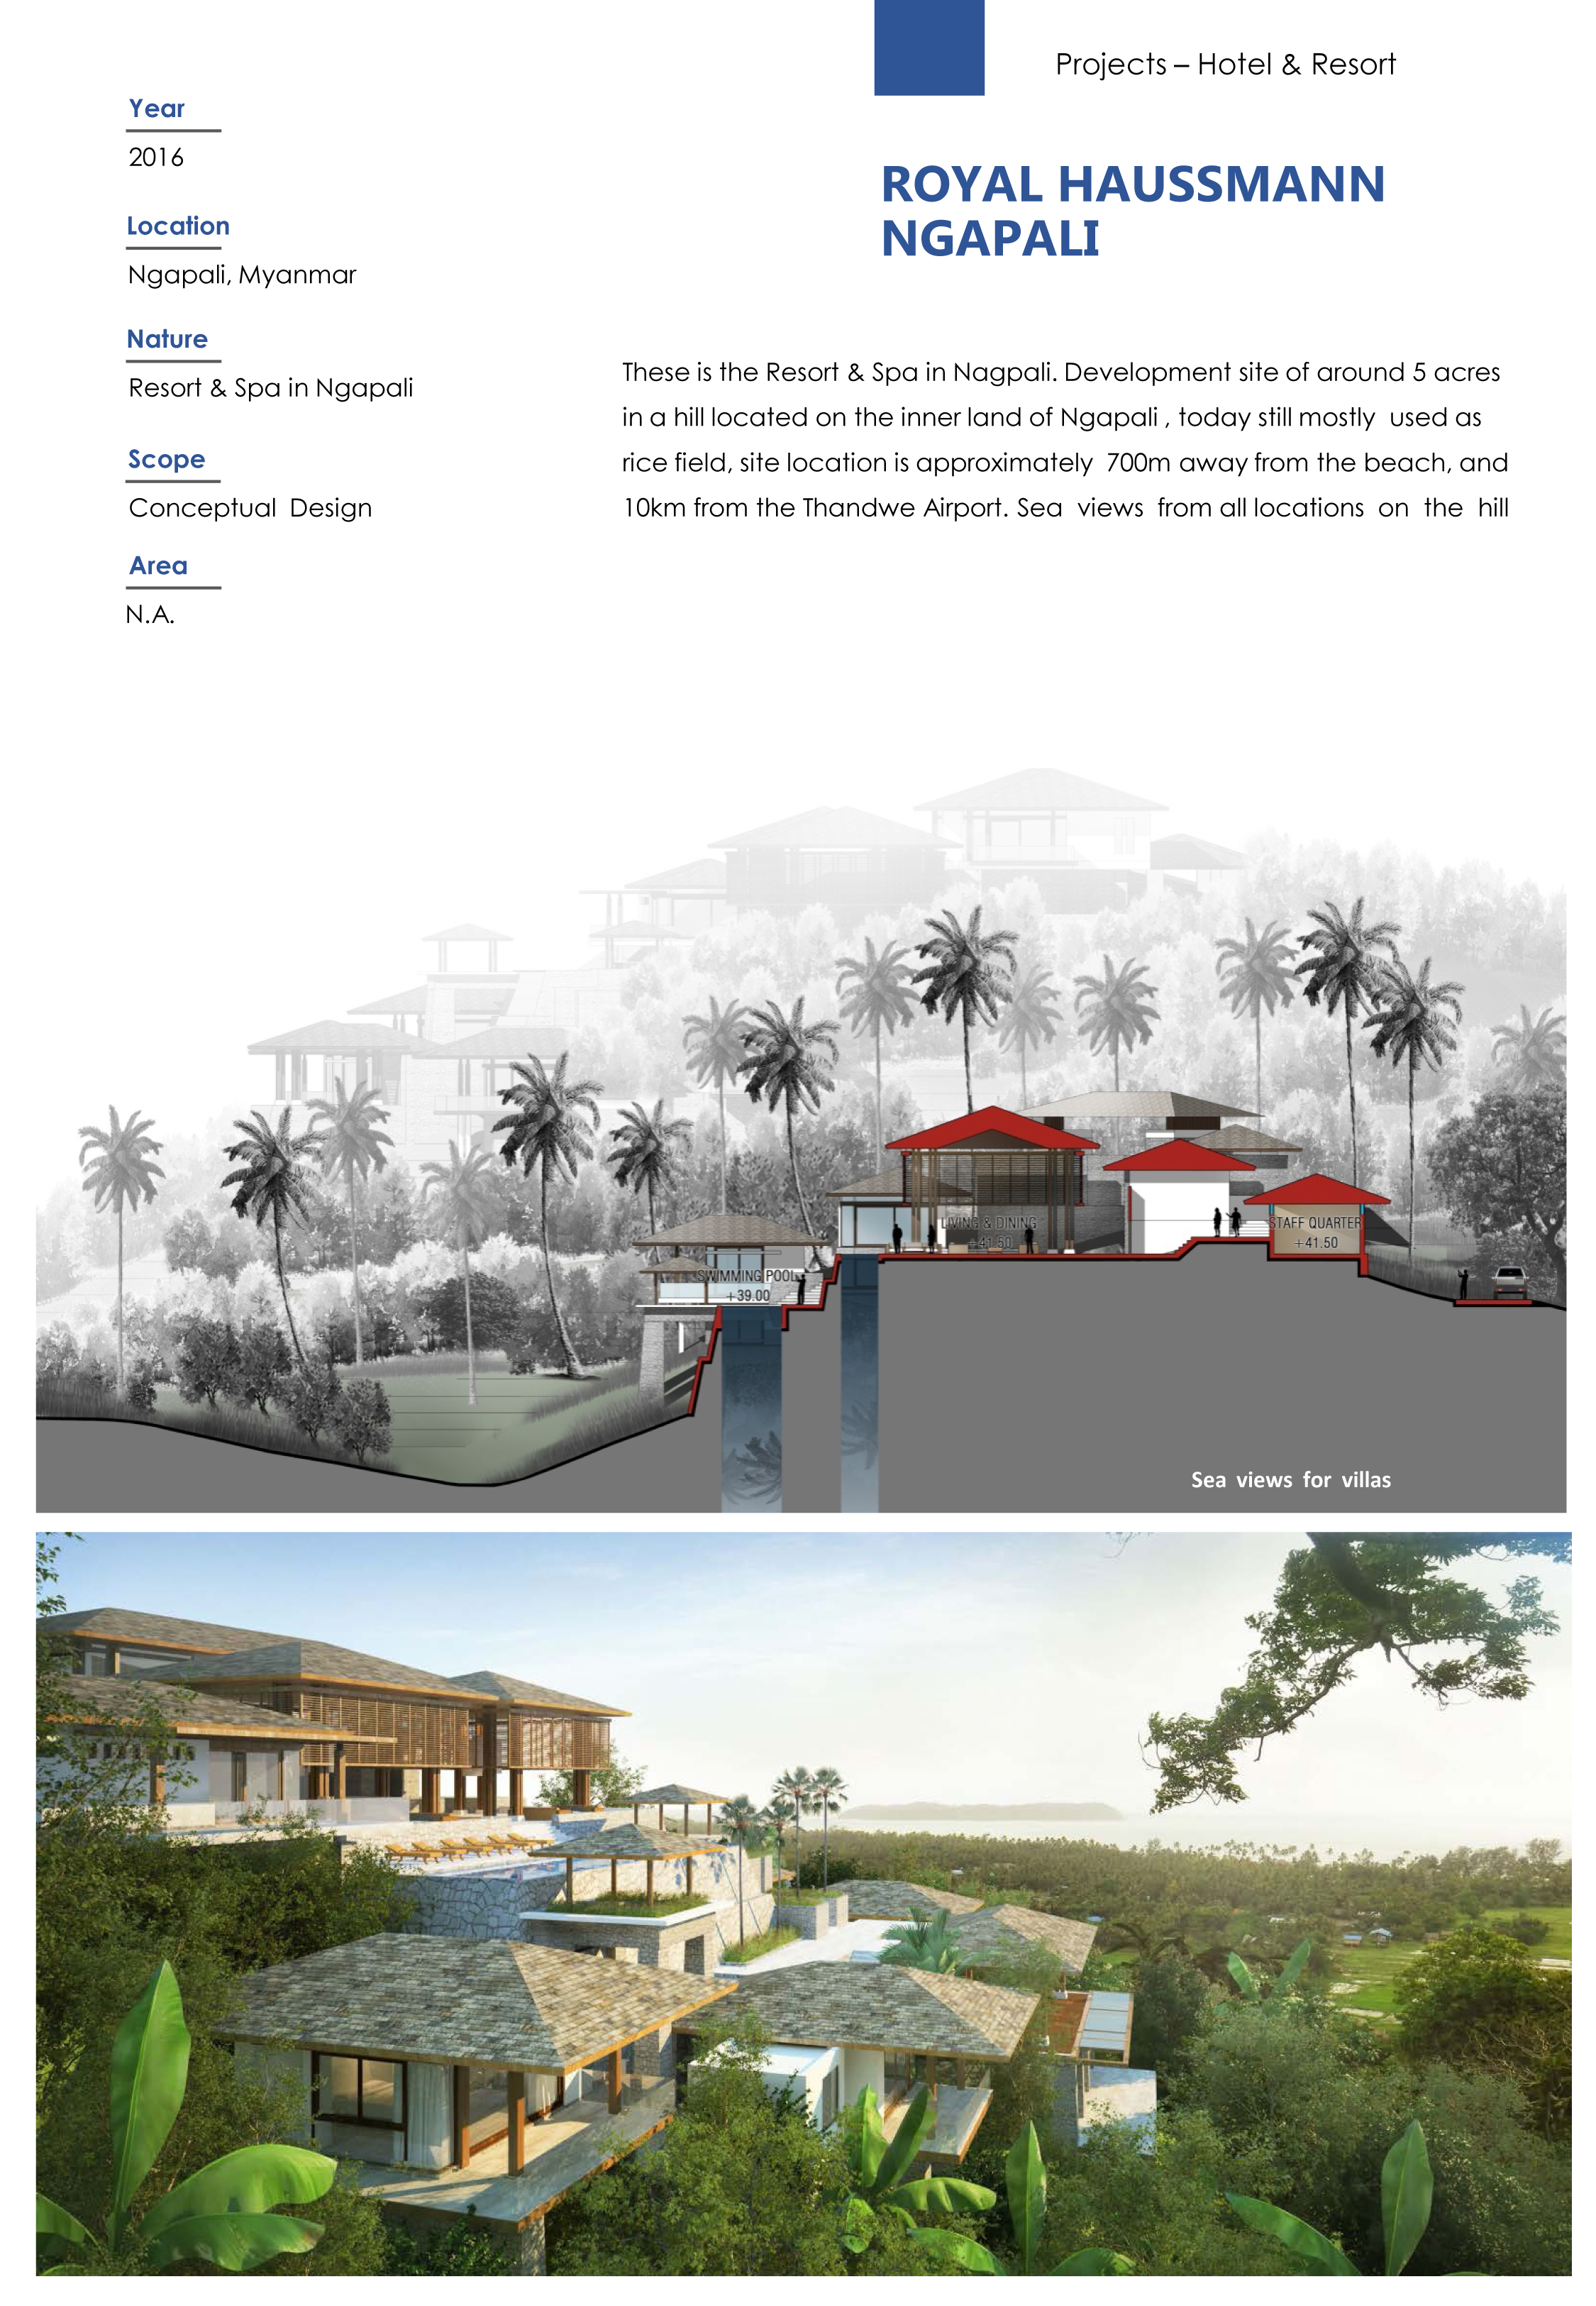 Projects – Hotel & Resort
Year
2016
ROYAL HAUSSMANN
NGAPALI
Location
Ngapali, Myanmar
Nature
Resort & Spa in Ngapali
Scope
Conceptual Design
Area
N.A.
These is the Resort & Spa in Nagpali. Development site of around 5 acres
in a hill located on the inner land of Ngapali , today still mostly used as
rice field, site location is approximately 700m away from the beach, and
10km from the Thandwe Airport. Sea views from all locations on the hill
LIVING & DINING
+41.50
STAFF QUARTER
+41.50
SWIMMING POOL
+39.00
Sea views for villas